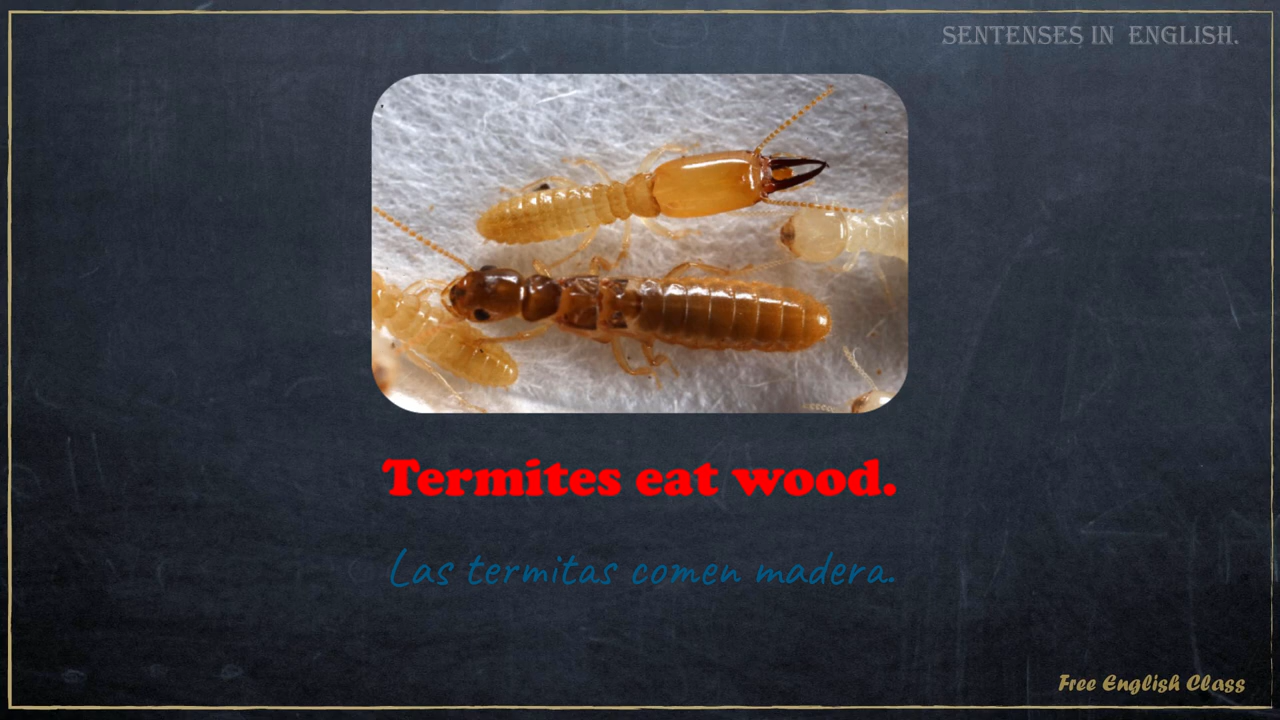 SENTENSES IN ENGLISH.
Termites eat wood.
Las termitas comen madera.
Free English Class